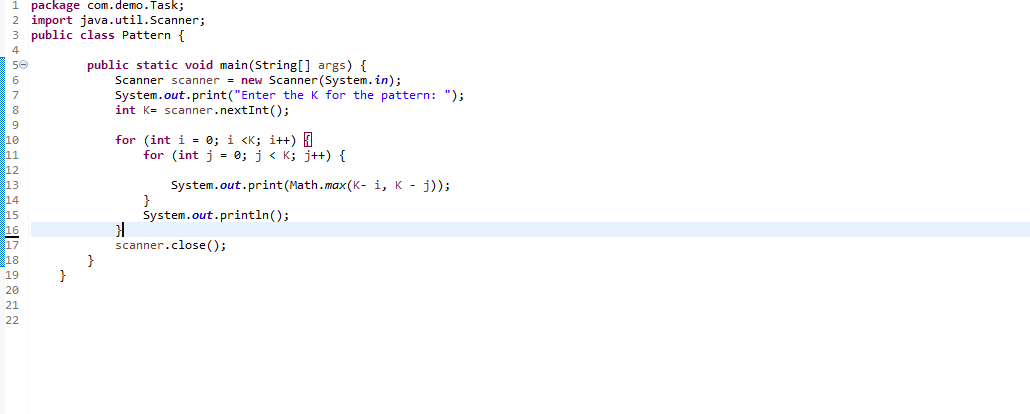 1 package com.demo.Task;
2 import java.util.Scanner;
3 public class Pattern {
4
5 public static void main(String[] args) {
6 Scanner scanner = new Scanner(System.in);
7 System.out.print("Enter the K for the pattern: ");
8 int K= scanner.nextInt();
9
10 for (int i = 0; i <K; i++) {
11 for (int j = 0; j < K; j++) {
12
13 System.out.print(Math.max(K- i, K - j));
14 }
15 System.out.println();
16 }
17 scanner.close();
18 }
19 }
20
21
22